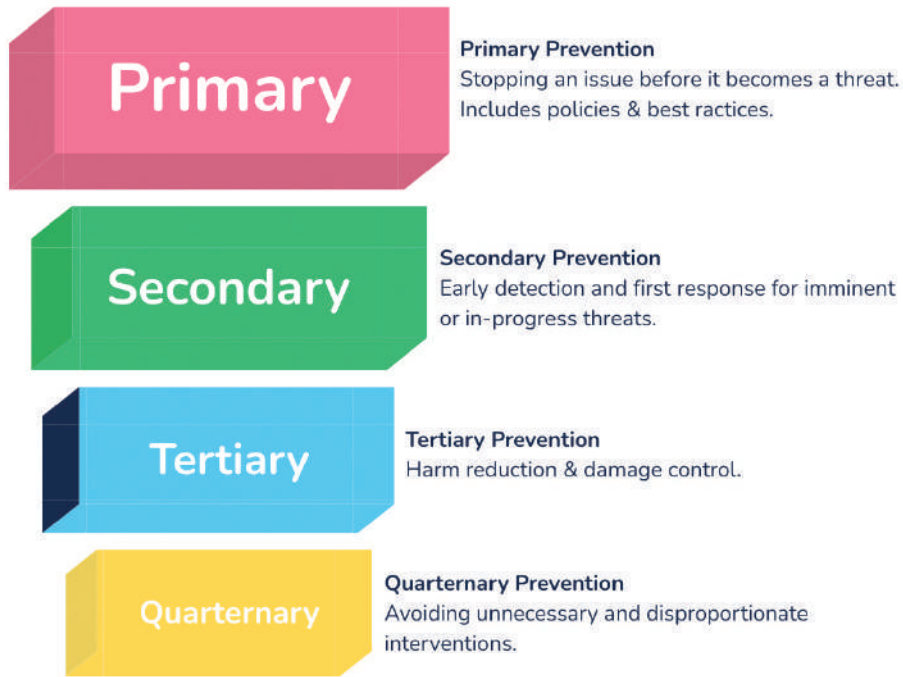 Primary
Primary Prevention
Stopping an issue before it becomes a threat.
Includes policies & best ractices.
Secondary
Secondary Prevention
Early detection and first response for imminent
or in-progress threats.
Tertiary
Tertiary Prevention
Harm reduction & damage control.
Quarternary
Quarternary Prevention
Avoiding unnecessary and disproportionate
interventions.